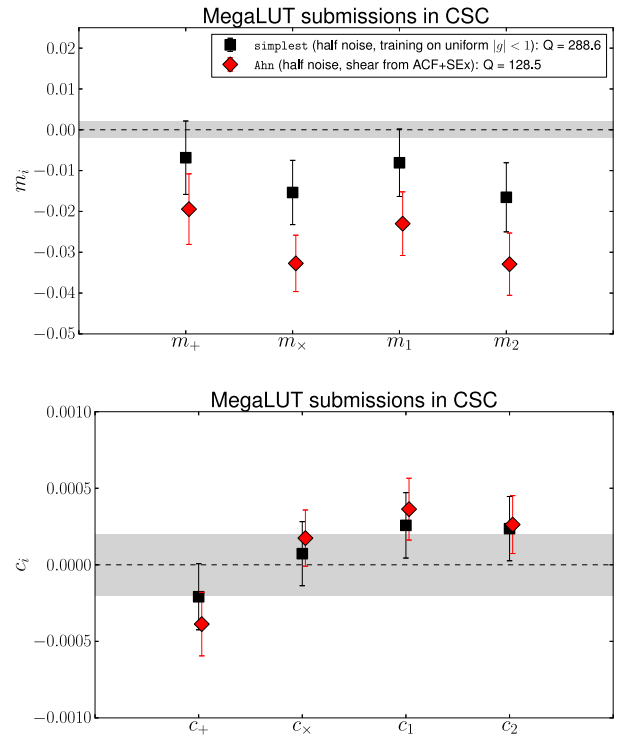 MegaLUT submissions in CSC
simplest (half noise, training on uniform |g| < 1): Q = 288.6
Ahn (half noise, shear from ACF+SEx): Q = 128.5
0.02
0.01
0.00
−0.01
−0.02
−0.03
−0.04
−0.05
m_i
m_+
m_×
m_1
m_2
MegaLUT submissions in CSC
0.0010
0.0005
0.0000
−0.0005
−0.0010
c_i
c_+
c_×
c_1
c_2